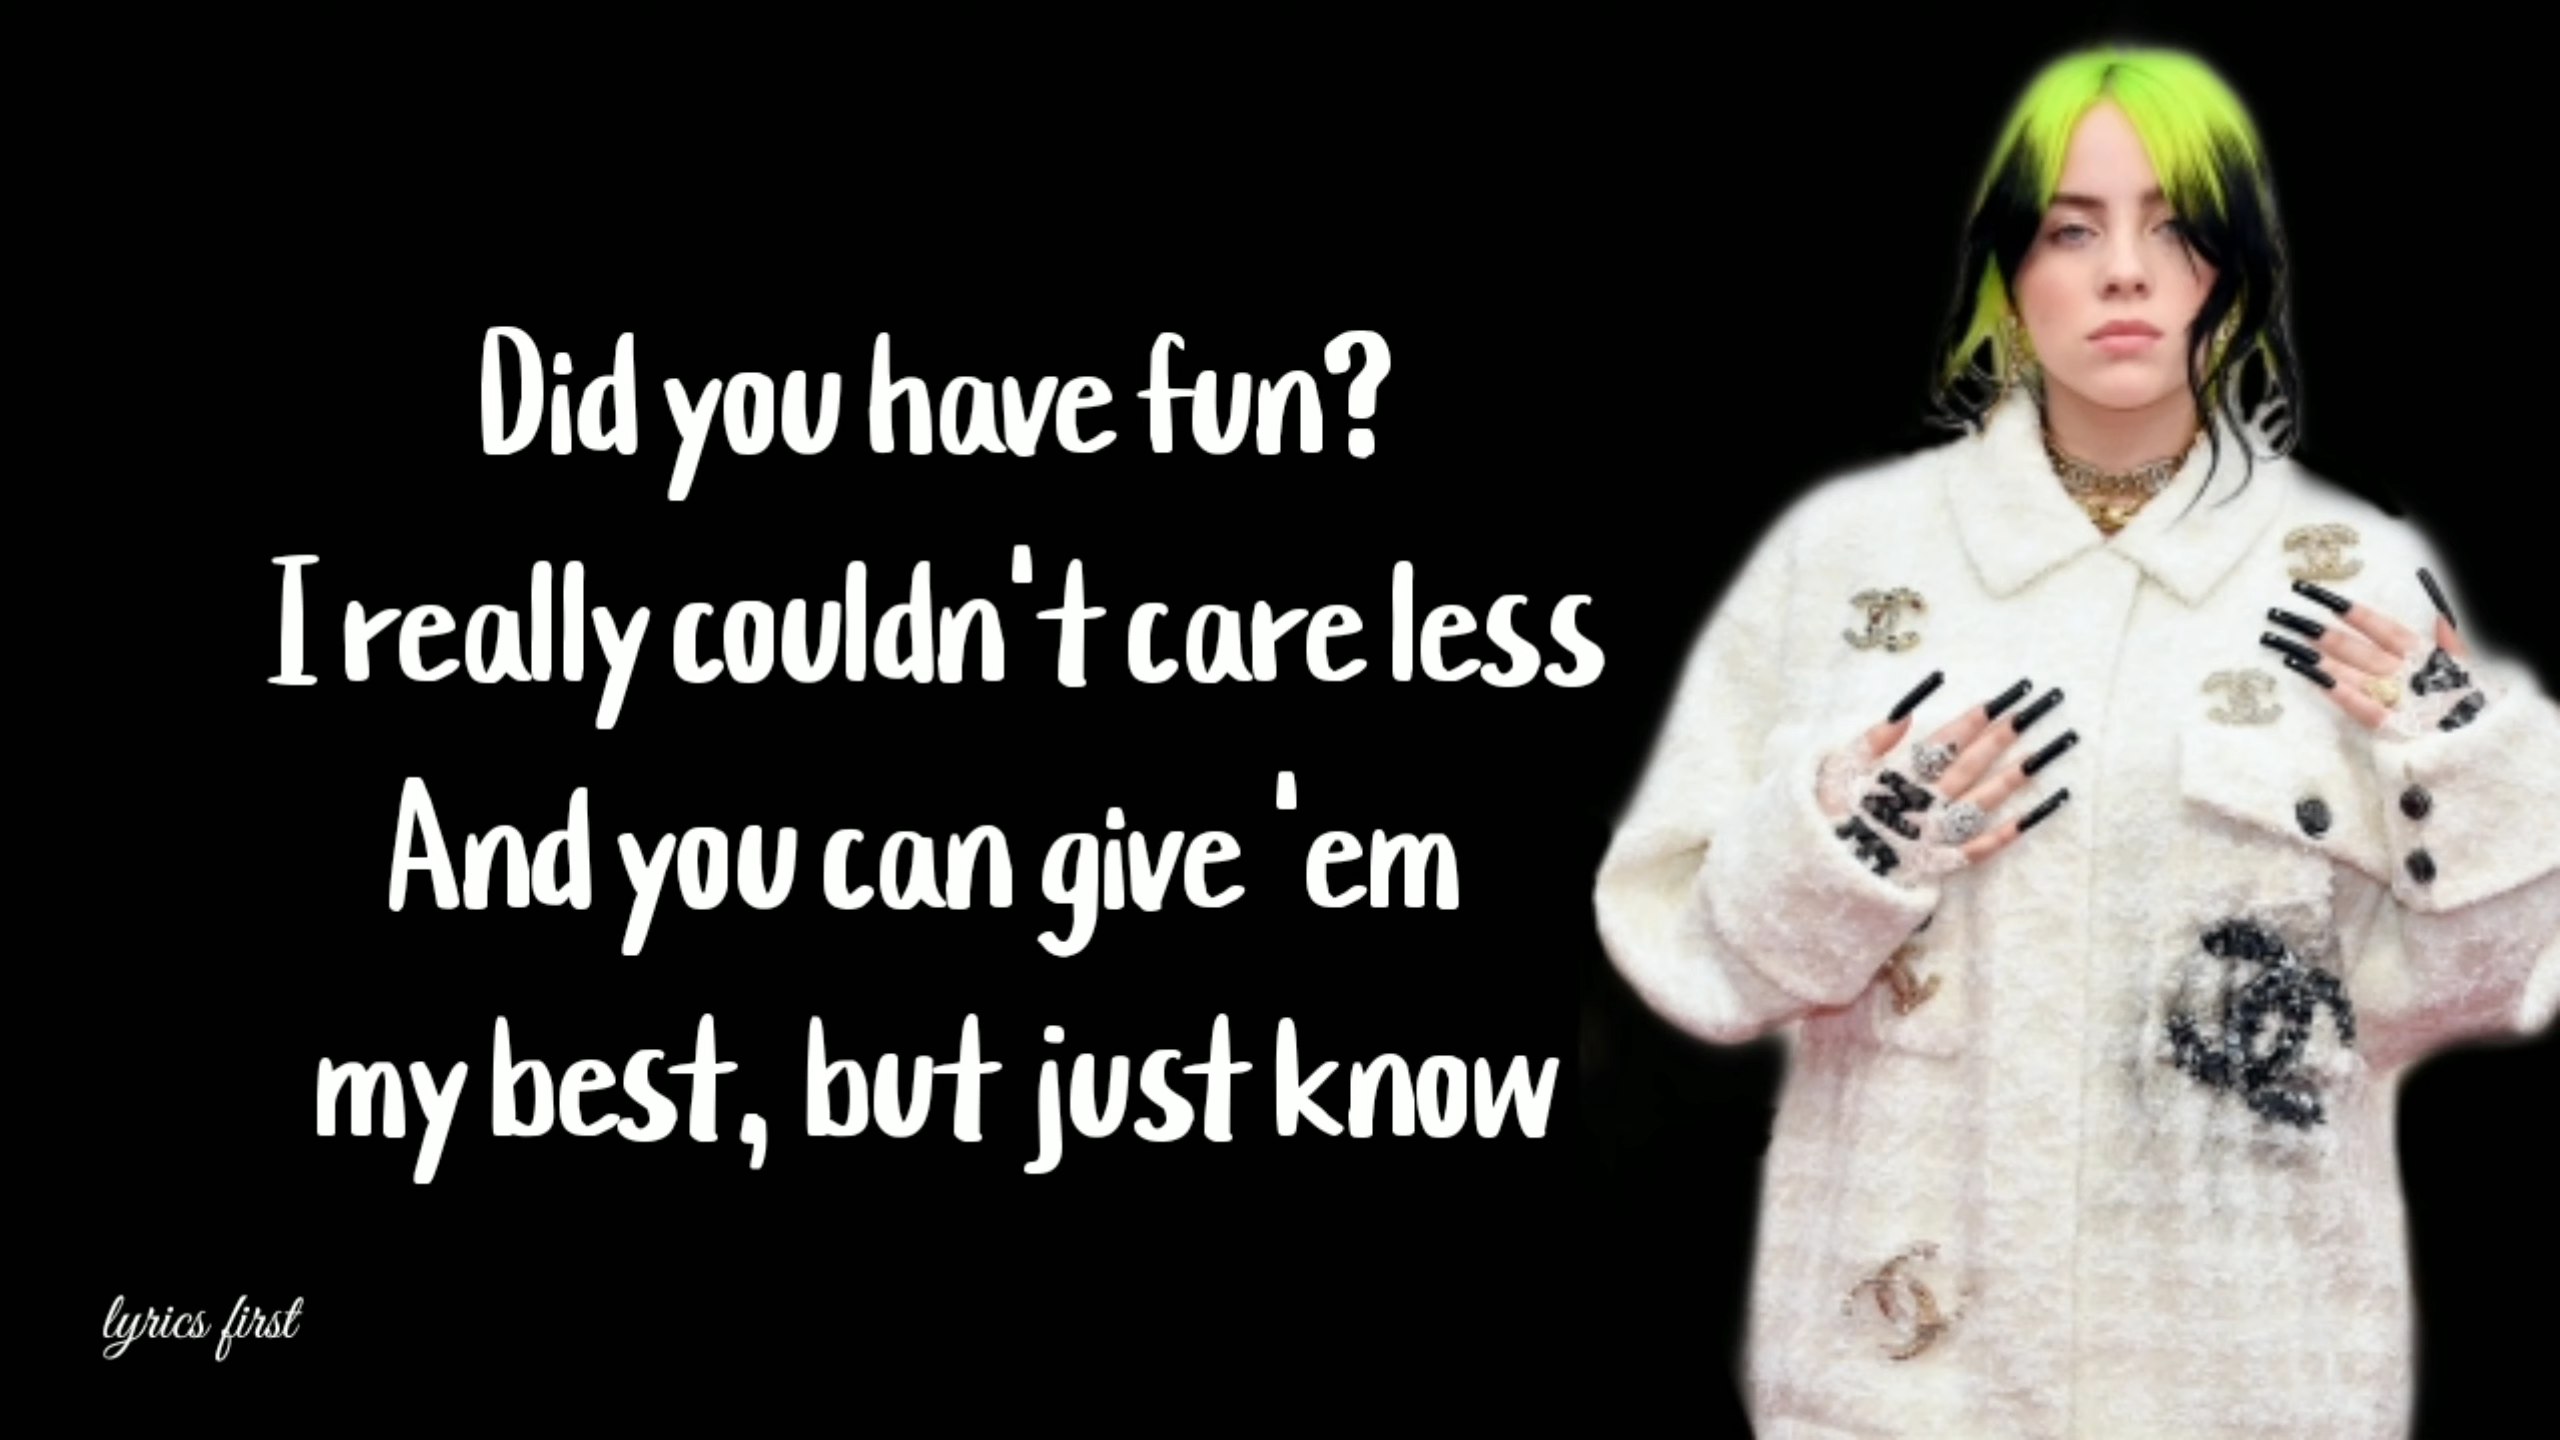 Did you have fun?
I really couldn't care less
And you can give 'em
my best, but just know
lyrics first